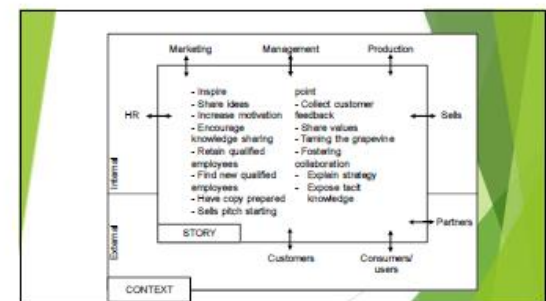 Marketing
Management
Production
HR
Sells
- Inspire
- Share ideas
- Increase motivation
- Encourage
knowledge sharing
- Retain qualified
employees
- Find new qualified
employees
- Have copy prepared
- Sells pitch starting
point
- Collect customer
feedback
- Share values
- Taming the grapevine
- Fostering
collaboration
- Explain strategy
- Expose tacit
knowledge
Internal
External
Partners
STORY
Customers
Consumers/
users
CONTEXT